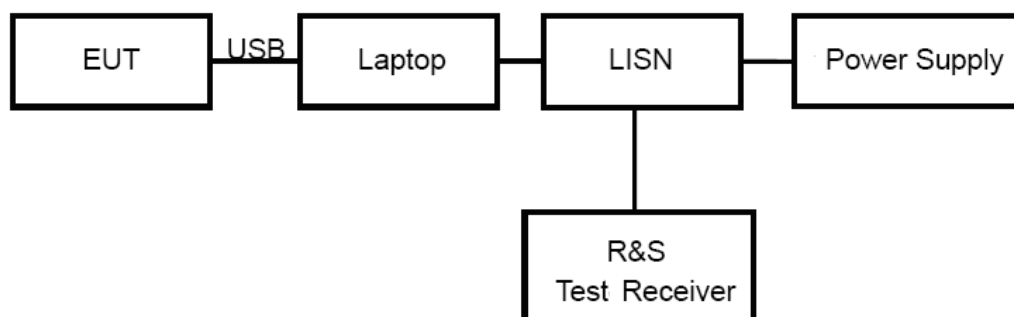 EUT
USB
Laptop
LISN
Power Supply
R&S
Test Receiver